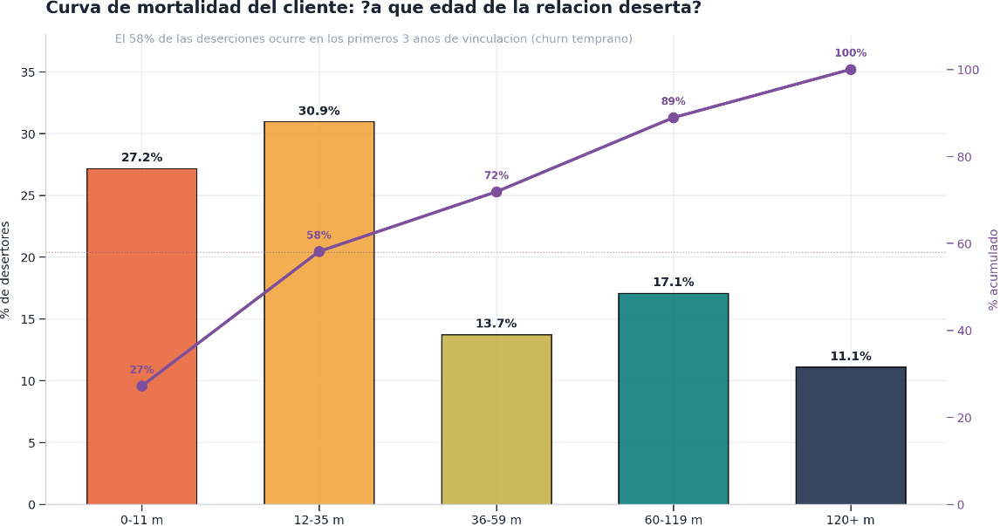 Curva de mortalidad del cliente: ?a que edad de la relacion deserta?
El 58% de las deserciones ocurre en los primeros 3 anos de vinculacion (churn temprano)
% de desertores
35
30
25
20
15
10
5
0
27.2%
30.9%
13.7%
17.1%
11.1%
27%
58%
72%
89%
100%
100
80
60
40
20
0
% acumulado
0-11 m
12-35 m
36-59 m
60-119 m
120+ m